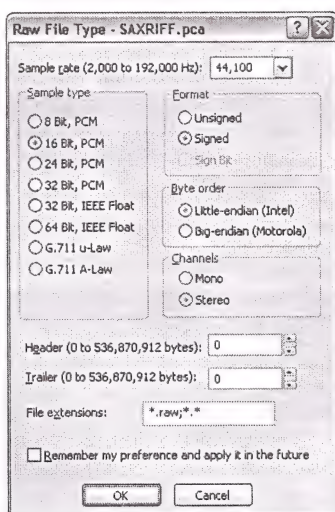 Raw File Type - SAXRIFF.pca
Sample rate (2,000 to 192,000 Hz): 44,100
Sample type
8 Bit, PCM
16 Bit, PCM
24 Bit, PCM
32 Bit, PCM
32 Bit, IEEE Float
64 Bit, IEEE Float
G.711 u-Law
G.711 A-Law
Format
Unsigned
Signed
Sign Bit
Byte order
Little-endian (Intel)
Big-endian (Motorola)
Channels
Mono
Stereo
Header (0 to 536,870,912 bytes): 0
Trailer (0 to 536,870,912 bytes): 0
File extensions: *.raw;*.*
Remember my preference and apply it in the future
OK Cancel